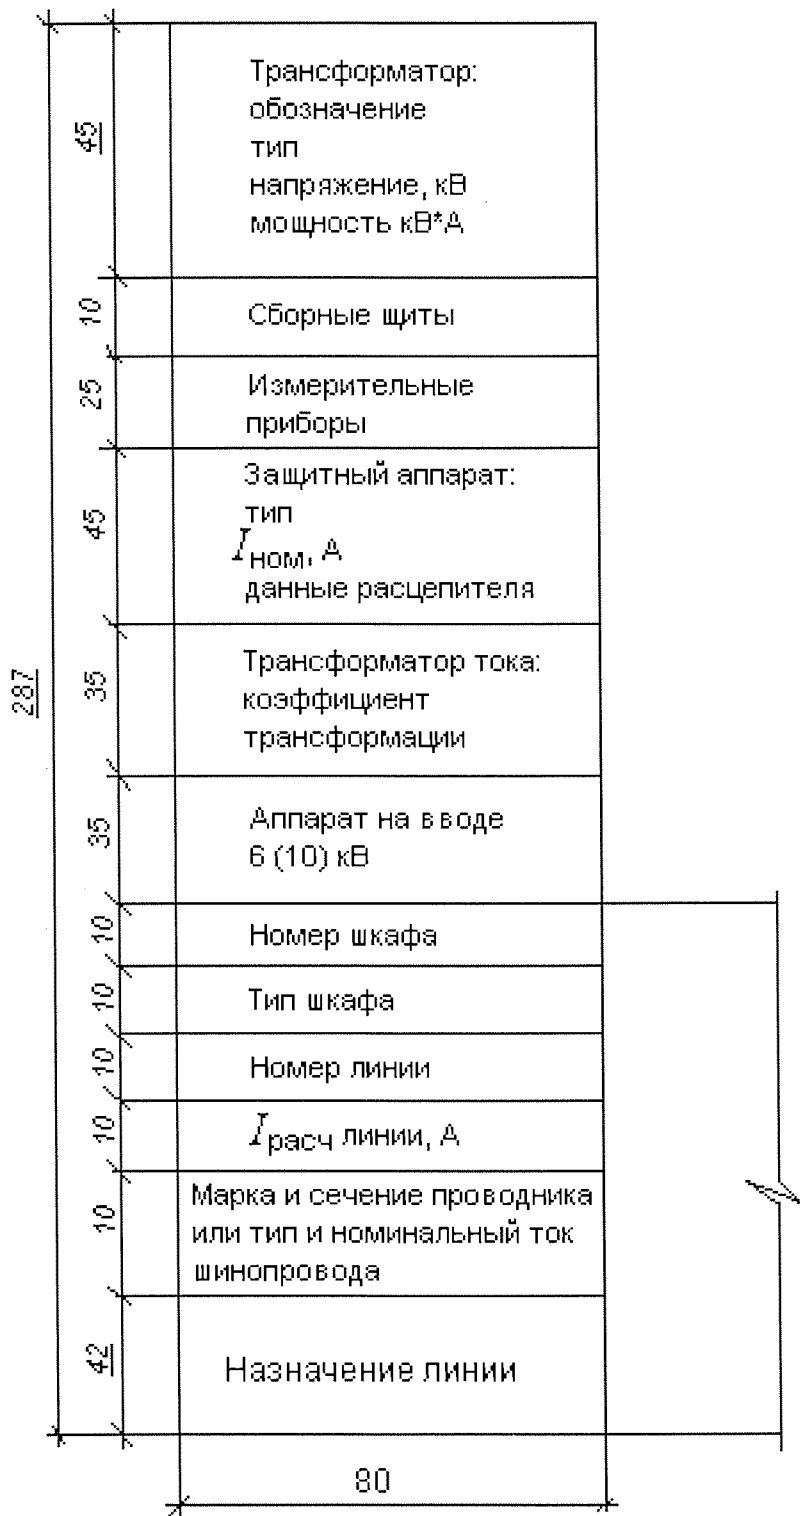 45
Трансформатор:
обозначение
тип
напряжение, кВ
мощность кВ*А
10
Сборные щиты
25
Измерительные
приборы
45
Защитный аппарат:
тип
Iном, А
данные расцепителя
287
35
Трансформатор тока:
коэффициент
трансформации
35
Аппарат на вводе
6 (10) кВ
10
Номер шкафа
10
Тип шкафа
10
Номер линии
10
Iрасч линии, А
10
Марка и сечение проводника
или тип и номинальный ток
шинопровода
42
Назначение линии
80